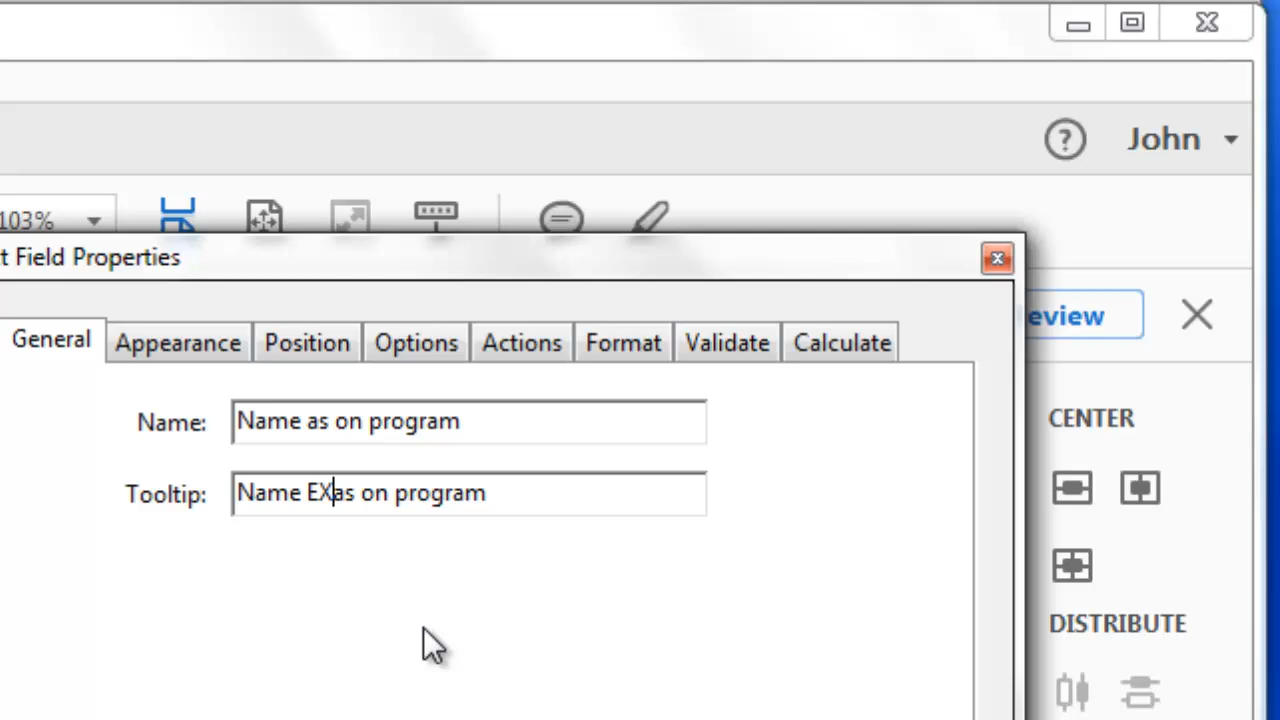 John
103%
t Field Properties
eview
General Appearance Position Options Actions Format Validate Calculate
Name: Name as on program
Tooltip: Name EXas on program
CENTER
DISTRIBUTE